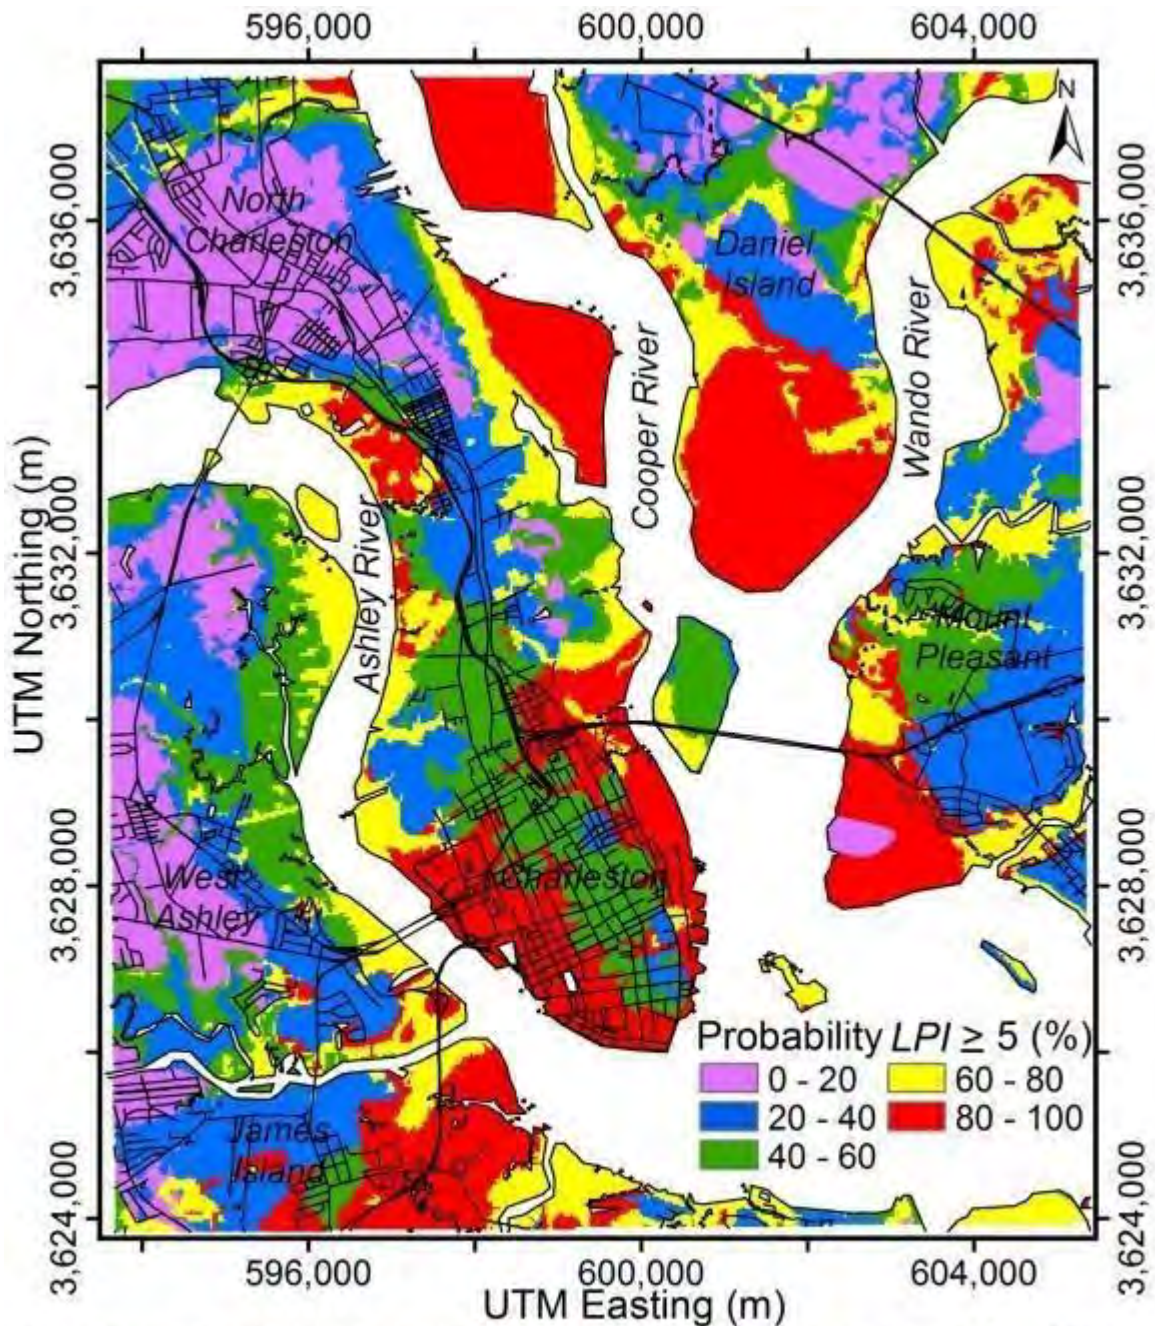 596,000 600,000 604,000
N
3,636,000
3,636,000
North
Charleston
Daniel
Island
Cooper River
Wando River
UTM Northing (m)
3,632,000
3,632,000
Ashley River
Mount
Pleasant
3,628,000
3,628,000
West
Ashley
Charleston
Probability LPI ≥ 5 (%)
0 - 20 60 - 80
20 - 40 80 - 100
40 - 60
James
Island
3,624,000
3,624,000
596,000 600,000 604,000
UTM Easting (m)